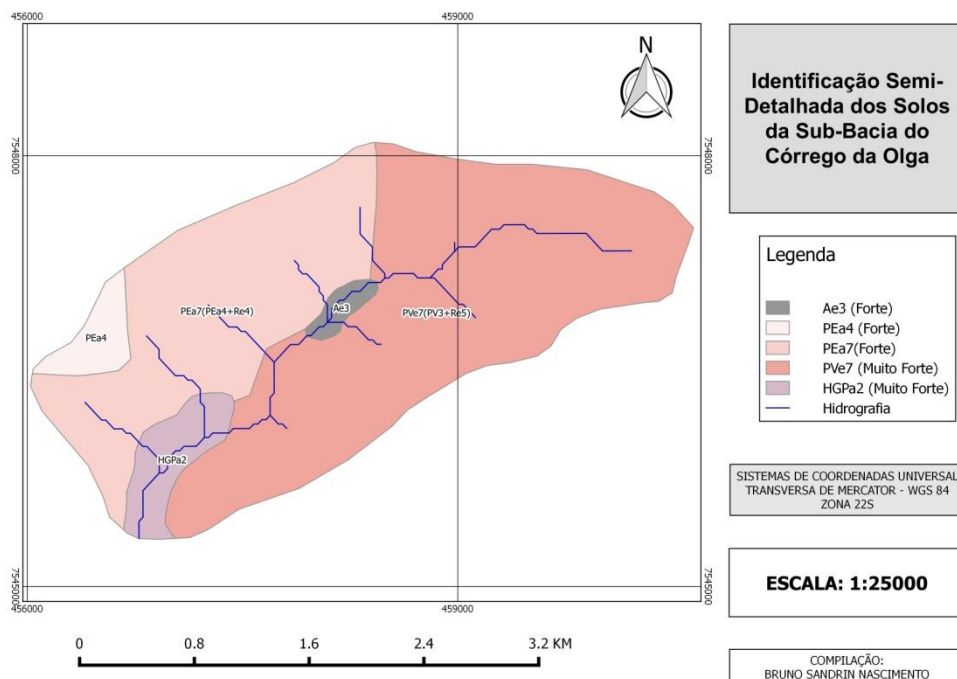 456000
459000
N
7548000
7548000
PEa7(PEa4+Re4)
Ae3
PVe7(PV3+Re5)
PEa4
HGPa2
7545000
7545000
456000
459000
0 0.8 1.6 2.4 3.2 KM
Identificação Semi-
Detalhada dos Solos
da Sub-Bacia do
Córrego da Olga
Legenda
Ae3 (Forte)
PEa4 (Forte)
PEa7(Forte)
PVe7 (Muito Forte)
HGPa2 (Muito Forte)
Hidrografia
SISTEMAS DE COORDENADAS UNIVERSAL
TRANSVERSA DE MERCATOR - WGS 84
ZONA 22S
ESCALA: 1:25000
COMPILAÇÃO:
BRUNO SANDRIN NASCIMENTO